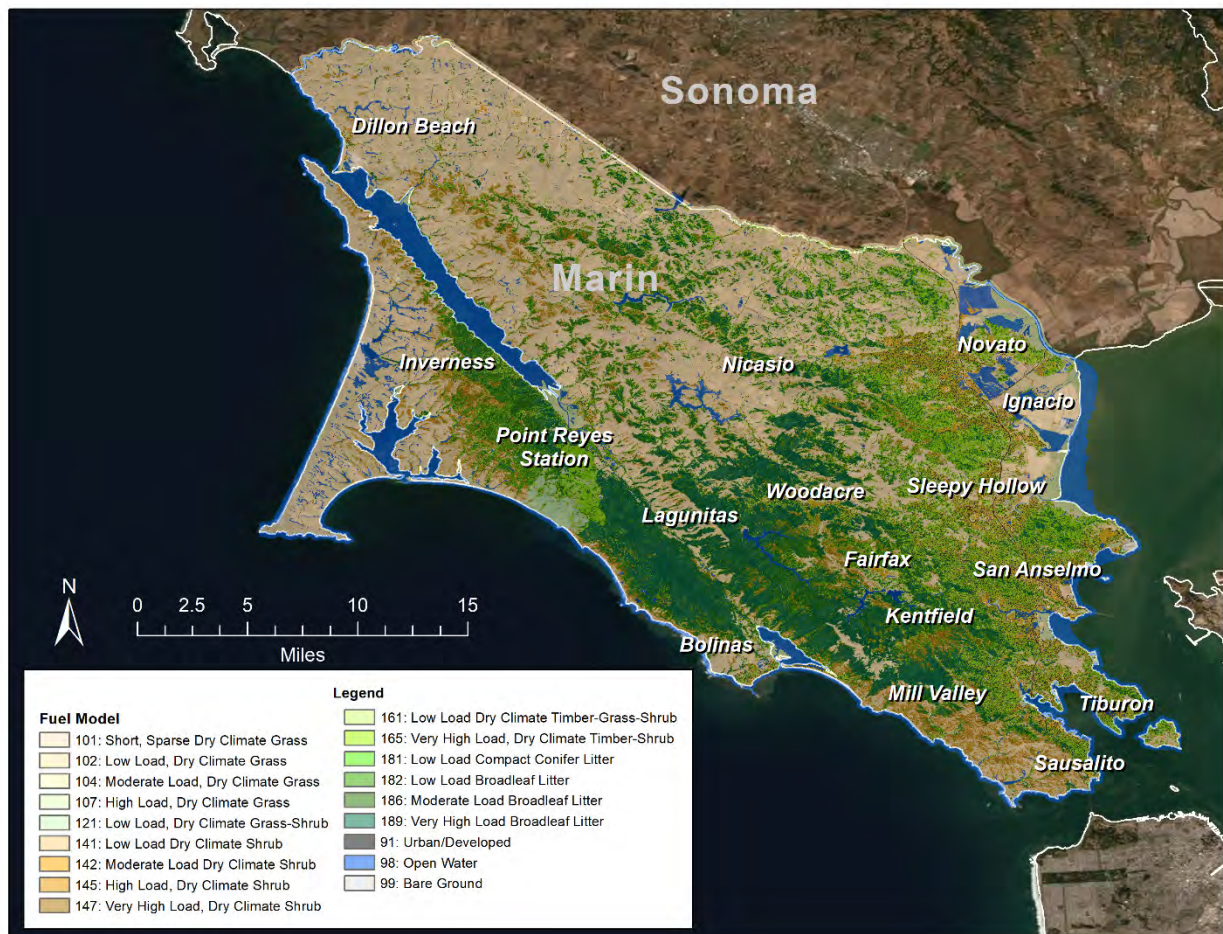 Sonoma
Dillon Beach
Marin
Novato
Inverness
Nicasio
Ignacio
Point Reyes
Station
Woodacre
Sleepy Hollow
Lagunitas
Fairfax
San Anselmo
N
Kentfield
0 2.5 5 10 15
Miles
Bolinas
Mill Valley
Tiburon
Sausalito
Legend
Fuel Model
101: Short, Sparse Dry Climate Grass
102: Low Load, Dry Climate Grass
104: Moderate Load, Dry Climate Grass
107: High Load, Dry Climate Grass
121: Low Load, Dry Climate Grass-Shrub
141: Low Load Dry Climate Shrub
142: Moderate Load Dry Climate Shrub
145: High Load, Dry Climate Shrub
147: Very High Load, Dry Climate Shrub
161: Low Load Dry Climate Timber-Grass-Shrub
165: Very High Load, Dry Climate Timber-Shrub
181: Low Load Compact Conifer Litter
182: Low Load Broadleaf Litter
186: Moderate Load Broadleaf Litter
189: Very High Load Broadleaf Litter
91: Urban/Developed
98: Open Water
99: Bare Ground